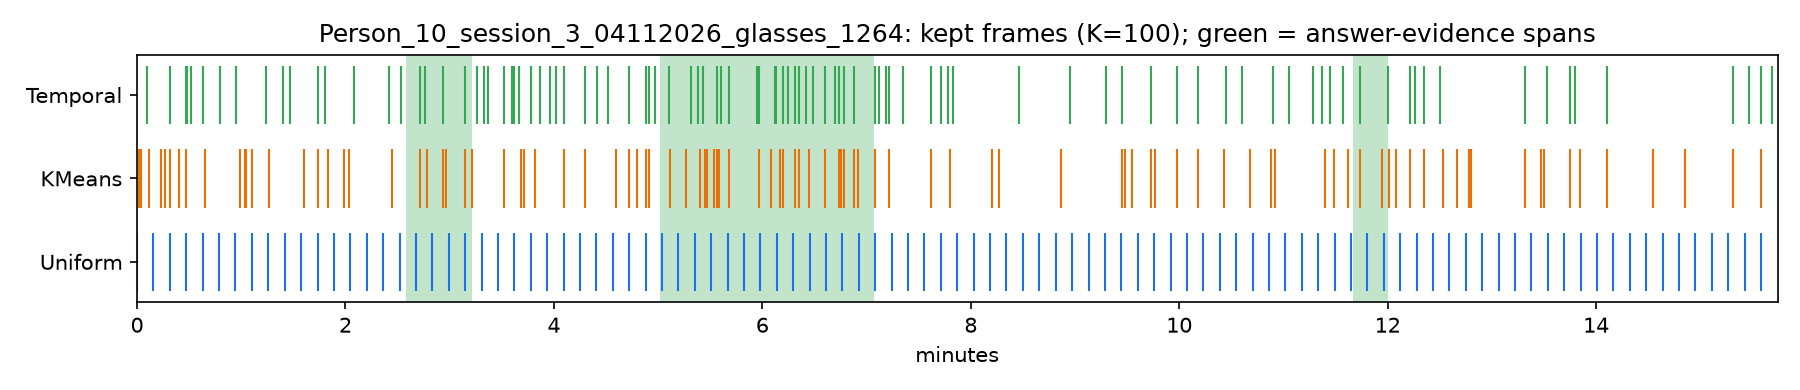 Person_10_session_3_04112026_glasses_1264: kept frames (K=100); green = answer-evidence spans
Temporal
KMeans
Uniform
0 2 4 6 8 10 12 14
minutes